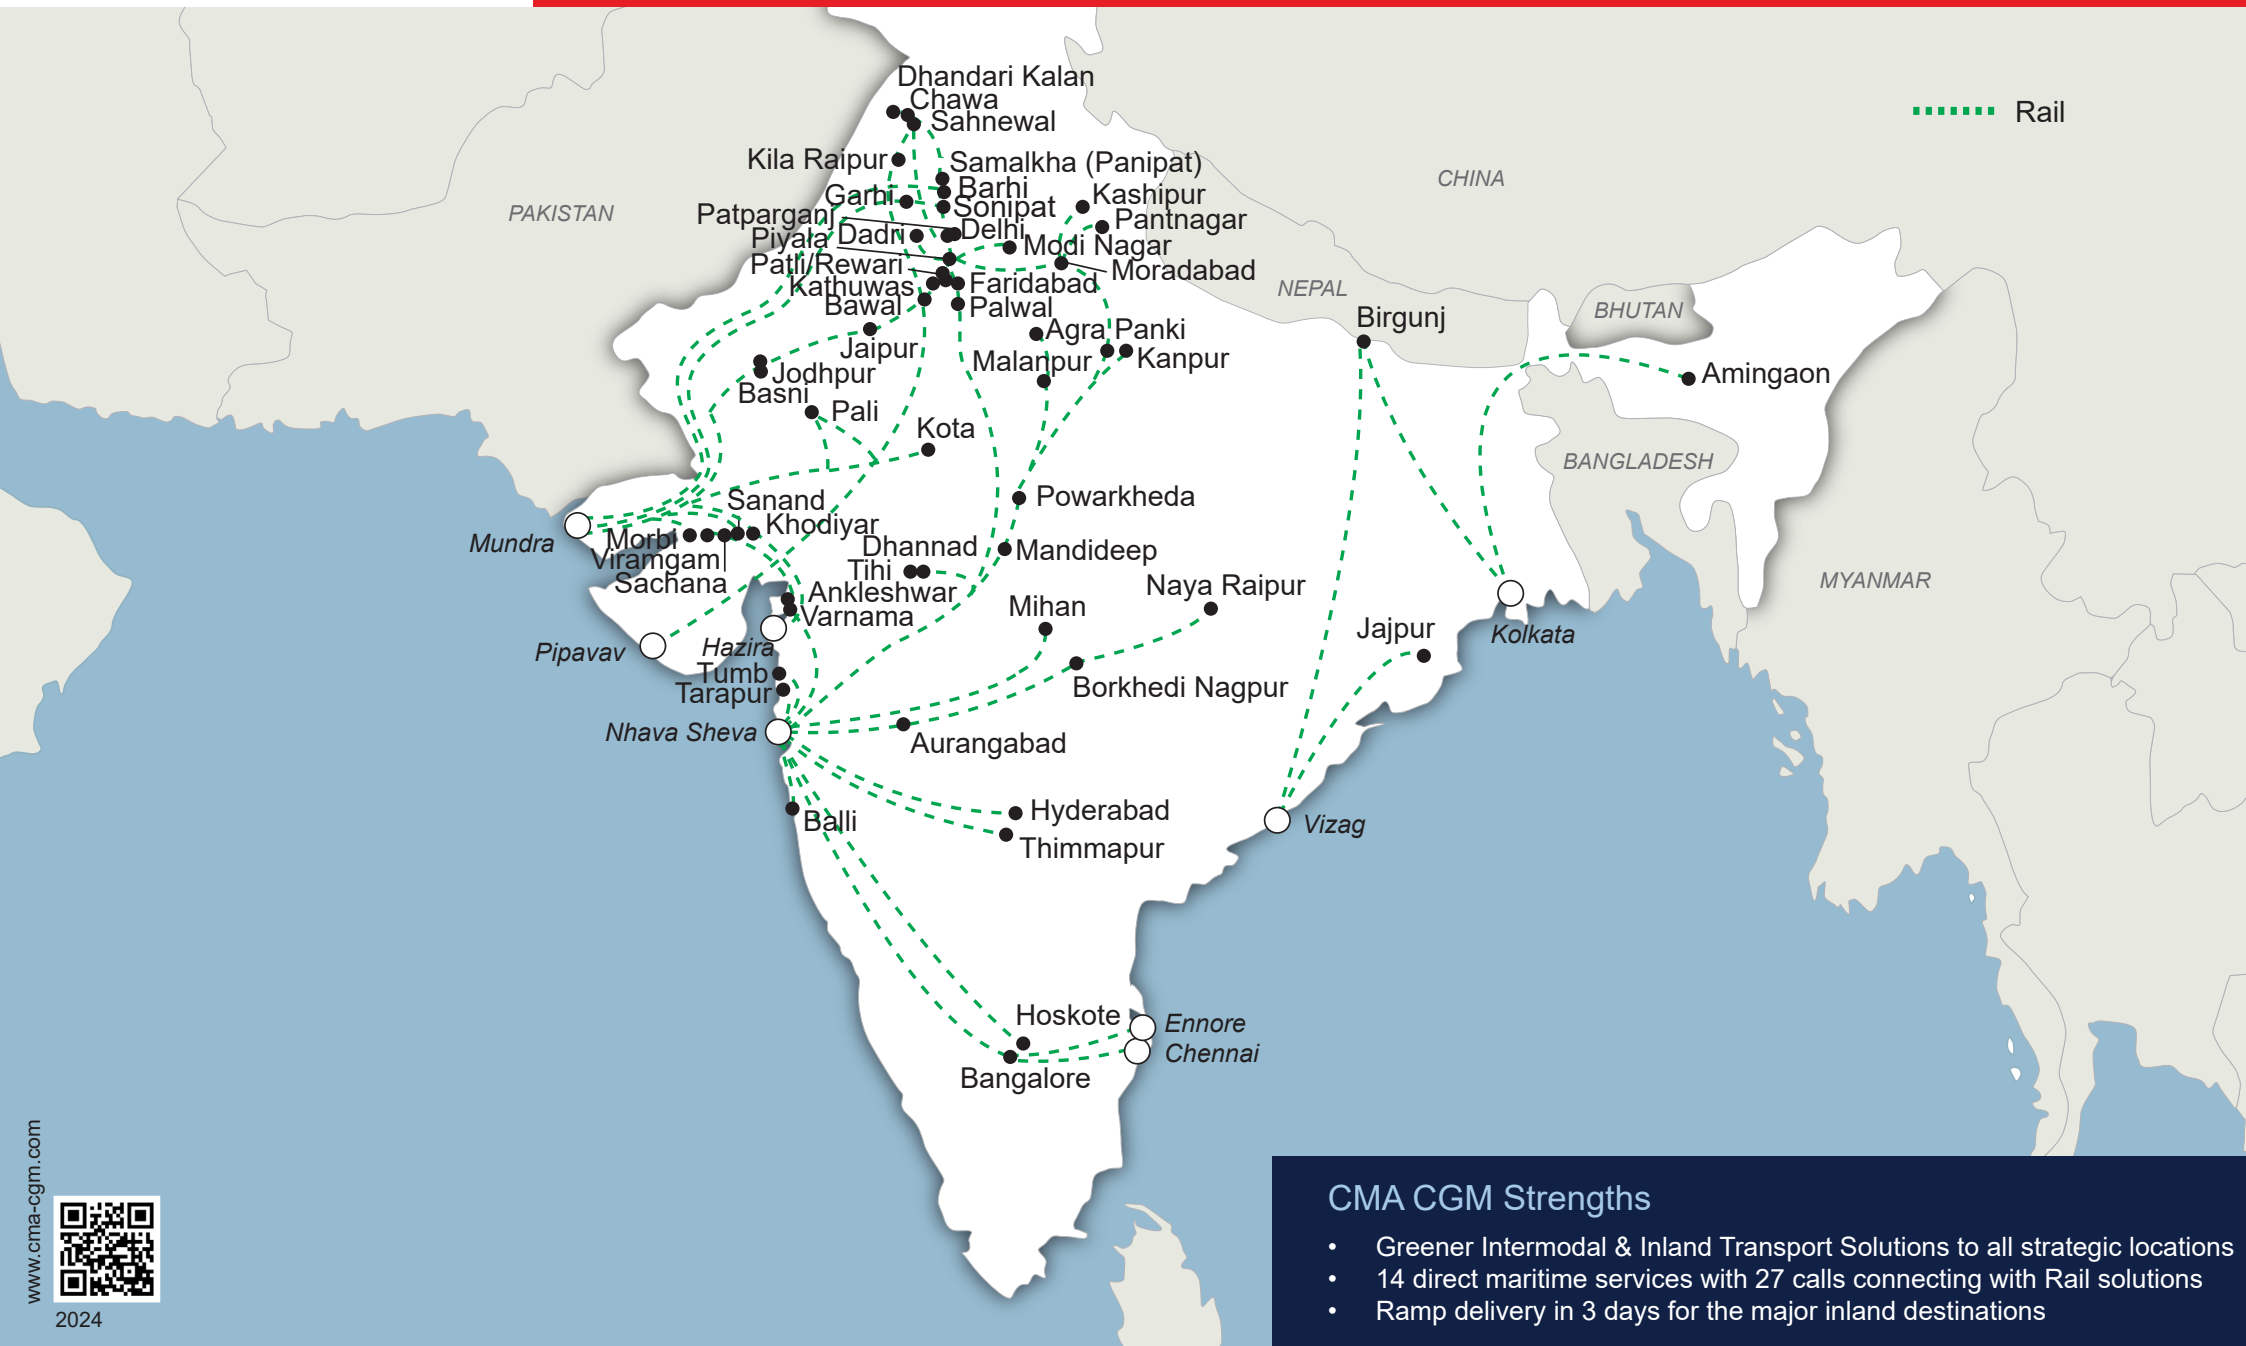 Dhandari Kalan
Chawa
Sahnewal
Rail
Kila Raipur
Samalkha (Panipat)
CHINA
Garhi
Barhi
Kashipur
PAKISTAN
Patparganj
Sonipat
Pantnagar
Piyala
Dadri
Delhi
Modi Nagar
Patli/Rewari
Moradabad
Kathuwas
Faridabad
NEPAL
Bawal
Palwal
BHUTAN
Birgunj
Agra
Panki
Jaipur
Malanpur
Kanpur
Jodhpur
Amingaon
Basni
Pali
Kota
BANGLADESH
Sanand
Powarkheda
Khodiyar
Mundra
Morbi
Dhannad
Mandideep
Viramgam
Tihi
Sachana
Ankleshwar
Naya Raipur
MYANMAR
Varnama
Mihan
Jajpur
Kolkata
Pipavav
Hazira
Tumb
Tarapur
Borkhedi Nagpur
Nhava Sheva
Aurangabad
Balli
Hyderabad
Vizag
Thimmapur
Hoskote
Ennore
Chennai
Bangalore
www.cma-cgm.com
2024
CMA CGM Strengths
• Greener Intermodal & Inland Transport Solutions to all strategic locations
• 14 direct maritime services with 27 calls connecting with Rail solutions
• Ramp delivery in 3 days for the major inland destinations